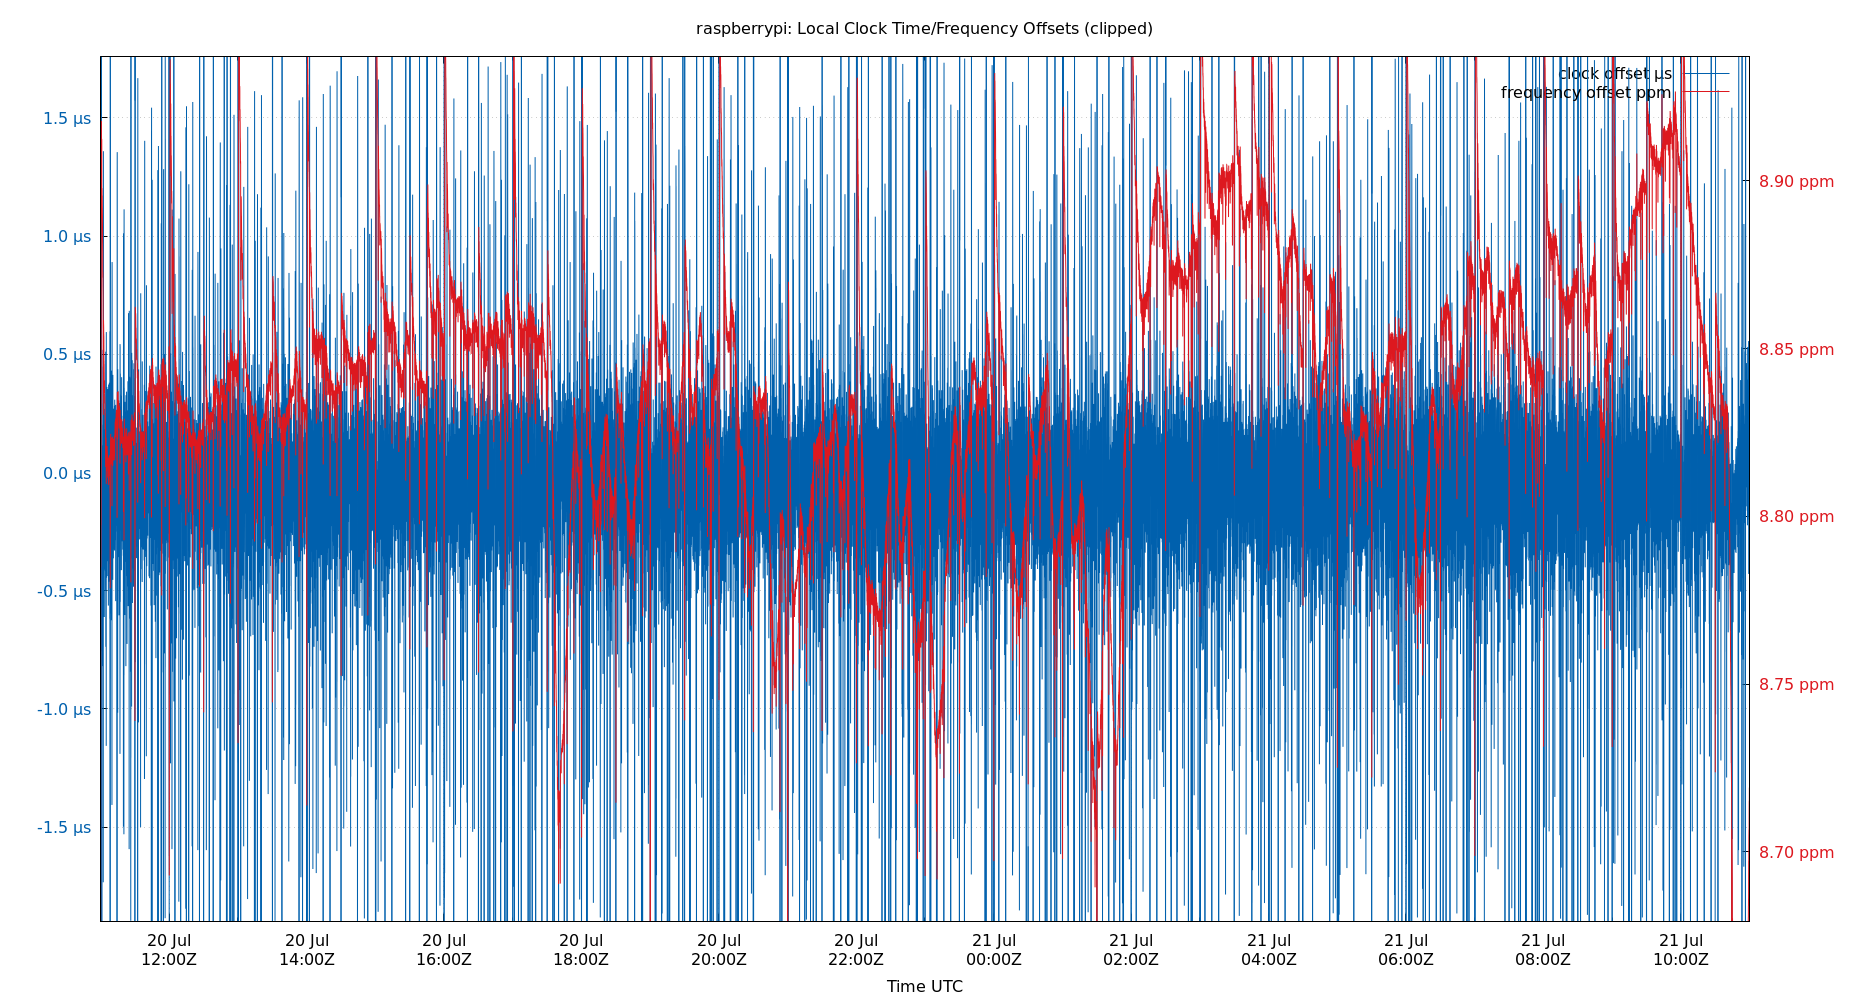 raspberrypi: Local Clock Time/Frequency Offsets (clipped)
clock offset µs
frequency offset ppm
1.5 µs
1.0 µs
0.5 µs
0.0 µs
-0.5 µs
-1.0 µs
-1.5 µs
8.90 ppm
8.85 ppm
8.80 ppm
8.75 ppm
8.70 ppm
20 Jul 20 Jul 20 Jul 20 Jul 20 Jul 20 Jul 21 Jul 21 Jul 21 Jul 21 Jul 21 Jul 21 Jul
12:00Z 14:00Z 16:00Z 18:00Z 20:00Z 22:00Z 00:00Z 02:00Z 04:00Z 06:00Z 08:00Z 10:00Z
Time UTC